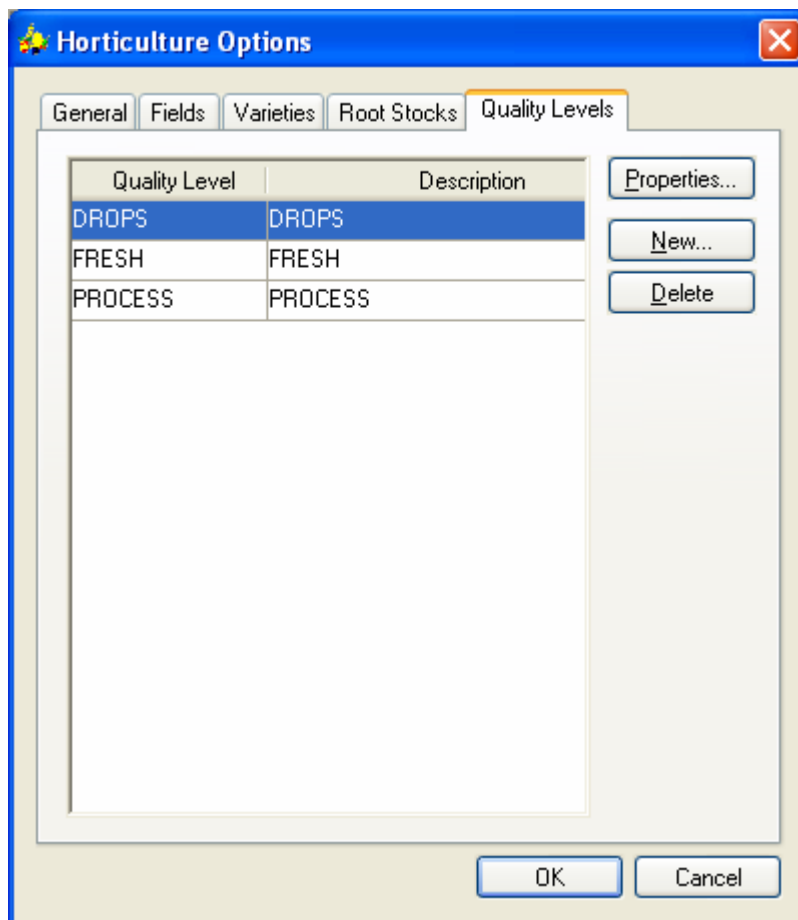 Horticulture Options
General Fields Varieties Root Stocks Quality Levels
Quality Level Description Properties...
DROPS DROPS
New...
FRESH FRESH
Delete
PROCESS PROCESS
OK Cancel